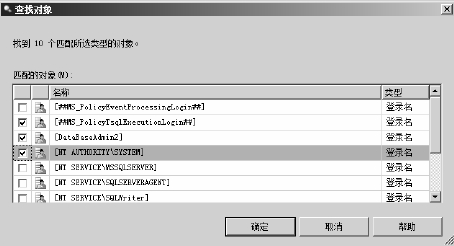 查找对象
找到 10 个匹配所选类型的对象。
匹配的对象(M):
名称 类型
[##MS_PolicyEventProcessingLogin##] 登录名
[##MS_PolicyTsqlExecutionLogin##] 登录名
[DataBaseAdmin2] 登录名
[NT AUTHORITY\SYSTEM] 登录名
[NT SERVICE\MSSQLSERVER] 登录名
[NT SERVICE\SQLSERVERAGENT] 登录名
[NT SERVICE\SQLWriter] 登录名
确定 取消 帮助